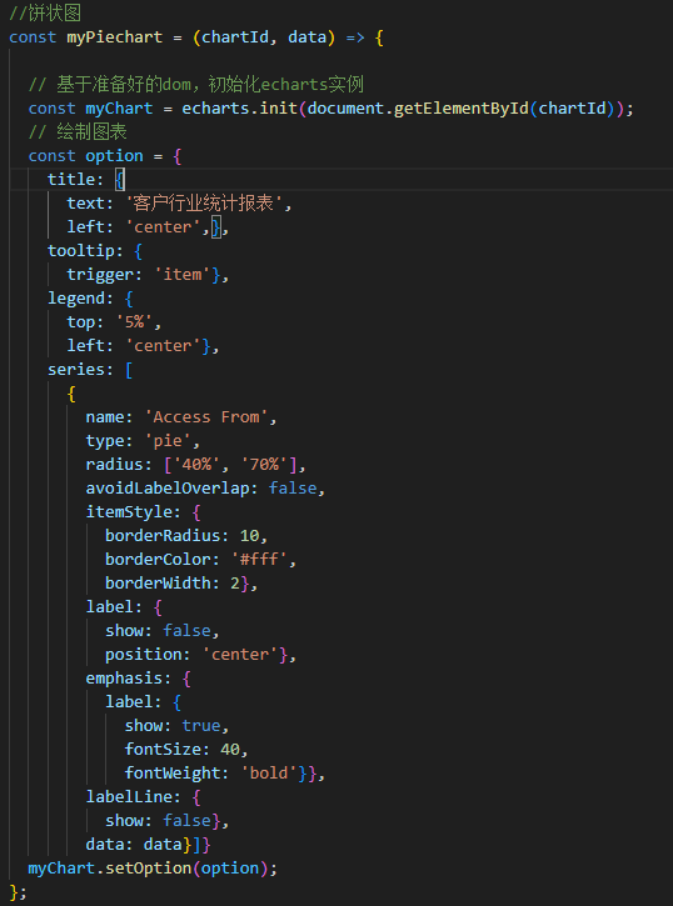 //饼状图
const myPiechart = (chartId, data) => {
// 基于准备好的dom，初始化echarts实例
const myChart = echarts.init(document.getElementById(chartId));
// 绘制图表
const option = {
title: {
text: '客户行业统计报表',
left: 'center',},
tooltip: {
trigger: 'item'},
legend: {
top: '5%',
left: 'center'},
series: [
{
name: 'Access From',
type: 'pie',
radius: ['40%', '70%'],
avoidLabelOverlap: false,
itemStyle: {
borderRadius: 10,
borderColor: '#fff',
borderWidth: 2},
label: {
show: false,
position: 'center'},
emphasis: {
label: {
show: true,
fontSize: 40,
fontWeight: 'bold'}},
labelLine: {
show: false},
data: data}]}
myChart.setOption(option);
};